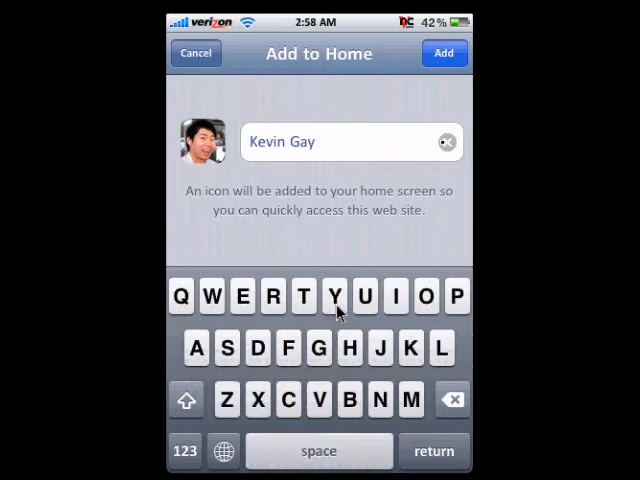 verizon 2:58 AM 42%
Cancel Add to Home Add
Kevin Gay
An icon will be added to your home screen so
you can quickly access this web site.
Q W E R T Y U I O P
A S D F G H J K L
Z X C V B N M
123 space return